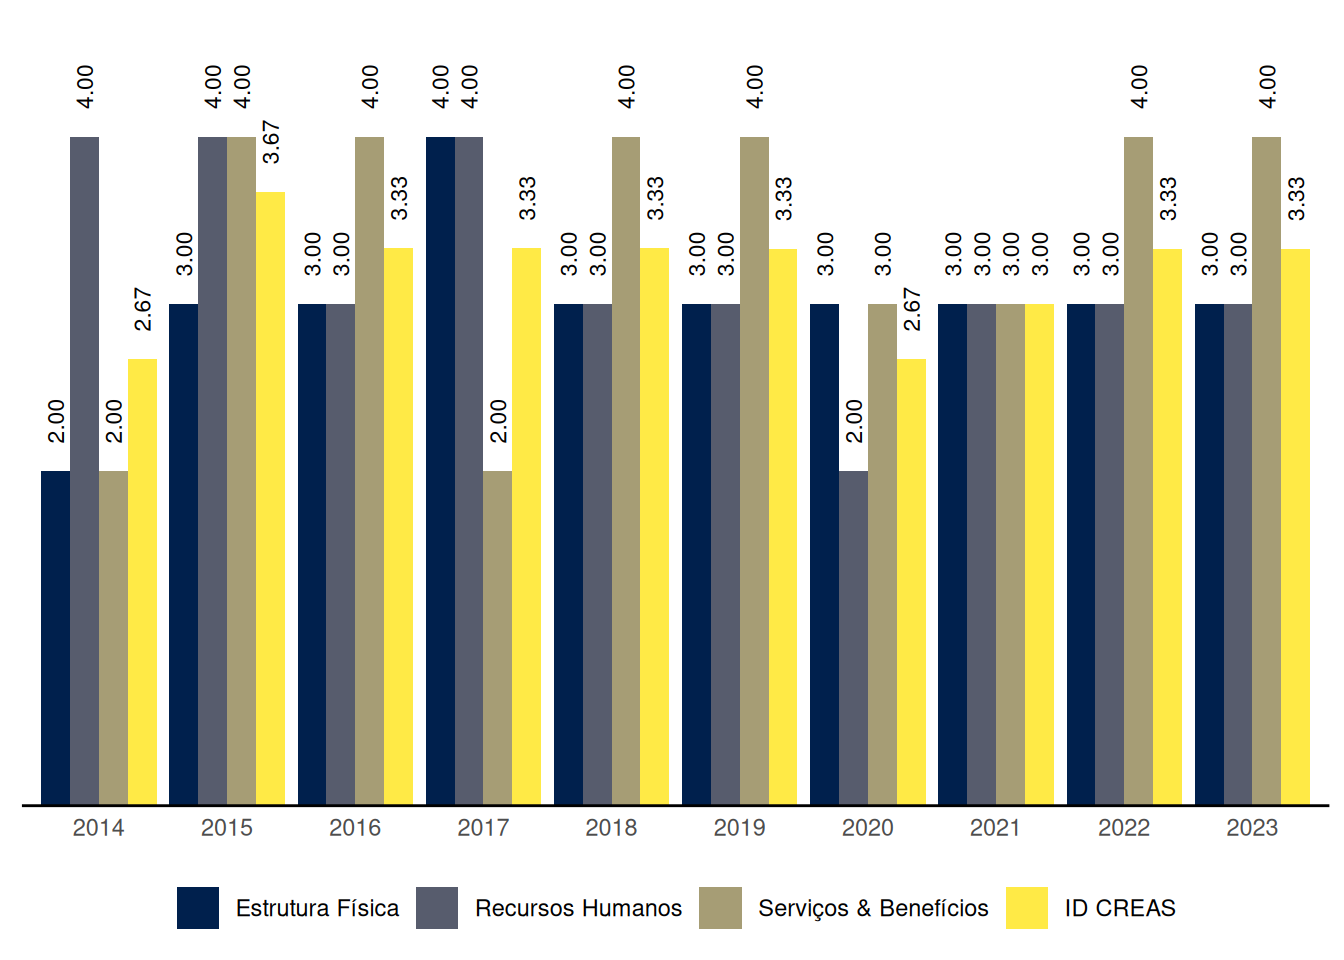 4.00 4.00 4.00 4.00 4.00 4.00 4.00 4.00 4.00 4.00 4.00
3.67
3.33 3.33 3.33 3.33 3.33 3.33
3.00 3.00 3.00 3.00 3.00 3.00 3.00 3.00 3.00 3.00 3.00 3.00 3.00 3.00 3.00 3.00 3.00
2.67 2.67
2.00 2.00 2.00 2.00
2014 2015 2016 2017 2018 2019 2020 2021 2022 2023
Estrutura Física Recursos Humanos Serviços & Benefícios ID CREAS